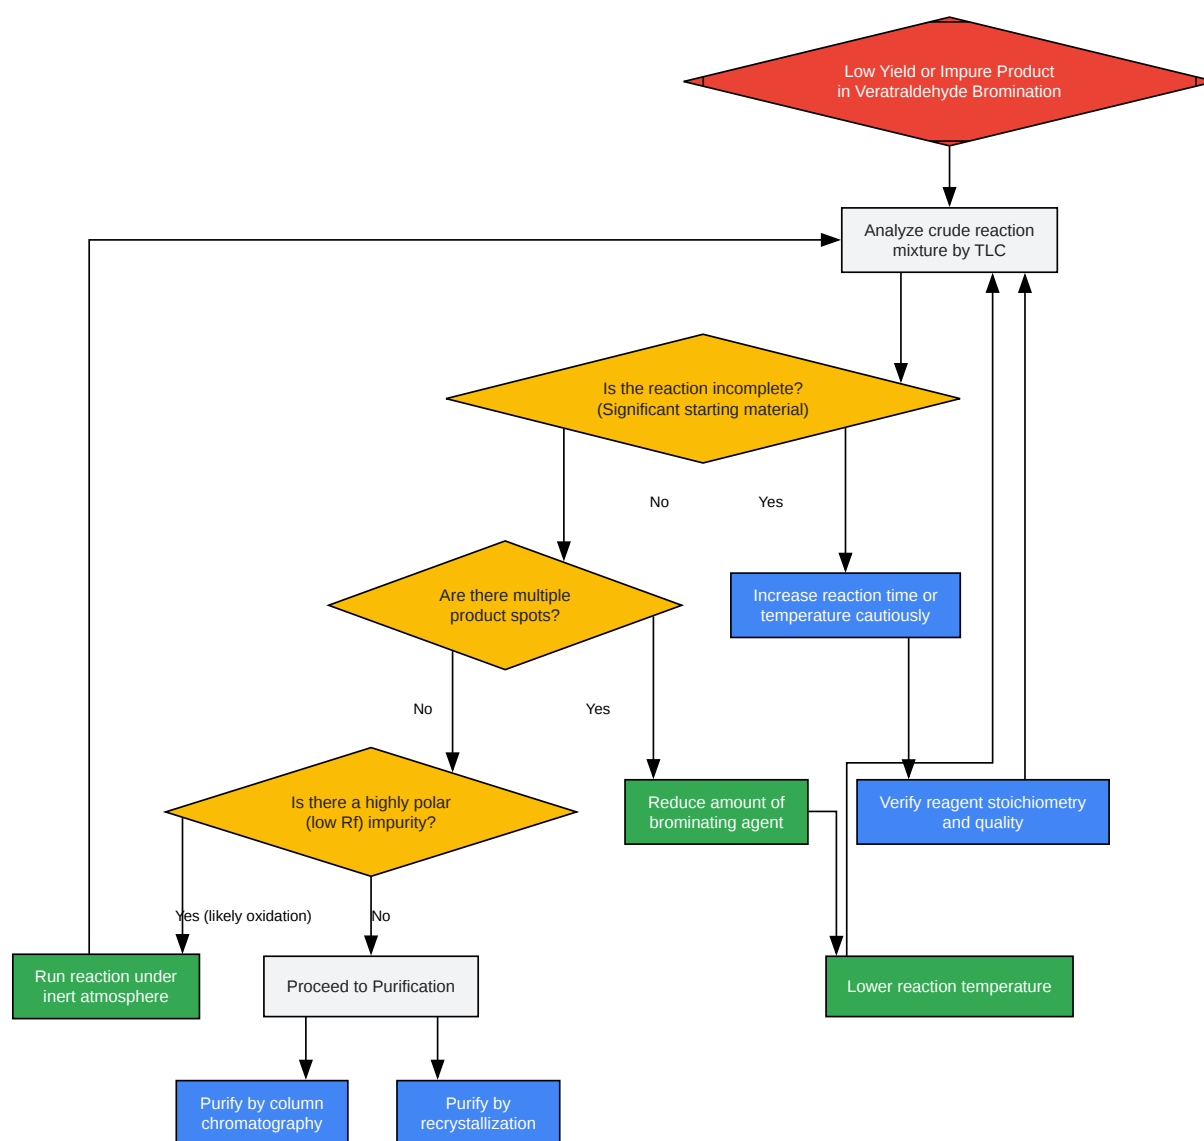 Low Yield or Impure Product
in Veratraldehyde Bromination
Analyze crude reaction
mixture by TLC
Is the reaction incomplete?
(Significant starting material)
No
Yes
Are there multiple
product spots?
Increase reaction time or
temperature cautiously
No
Yes
Is there a highly polar
(low Rf) impurity?
Reduce amount of
brominating agent
Verify reagent stoichiometry
and quality
Yes (likely oxidation)
No
Run reaction under
inert atmosphere
Proceed to Purification
Lower reaction temperature
Purify by column
chromatography
Purify by
recrystallization